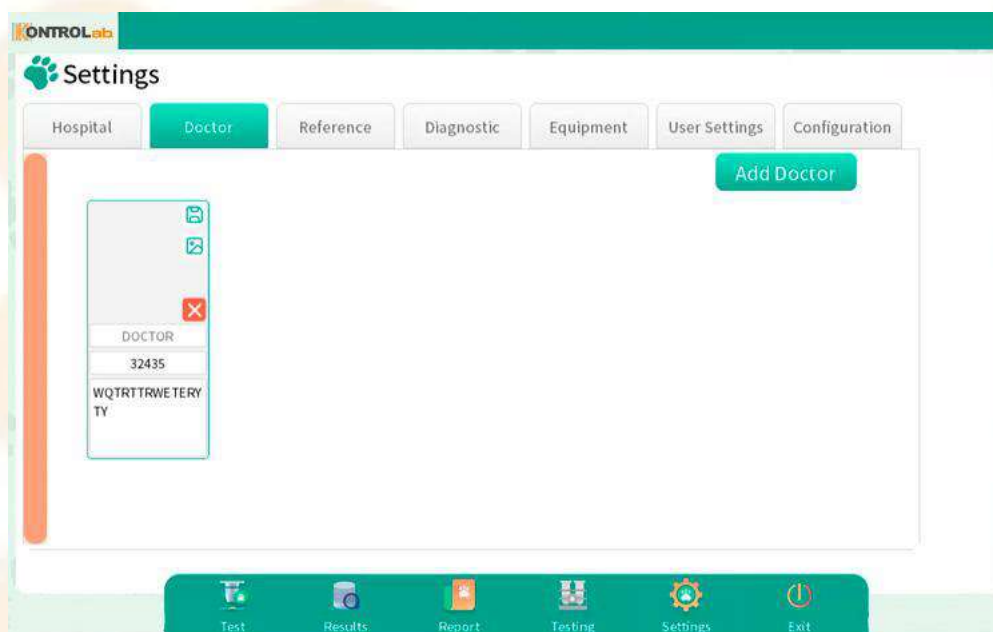 KONTROLab
Settings
Hospital Doctor Reference Diagnostic Equipment User Settings Configuration
Add Doctor
DOCTOR
32435
WQTRTTRWETERY
TY
Test Results Report Testing Settings Exit